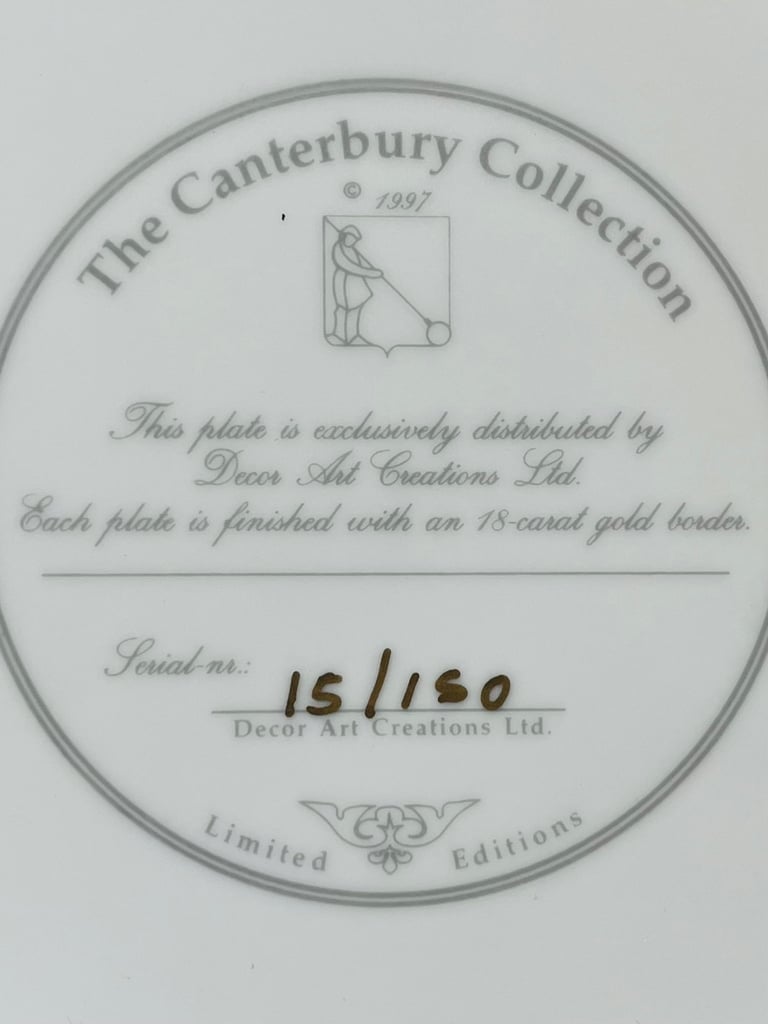 The Canterbury Collection
© 1997
This plate is exclusively distributed by
Decor Art Creations Ltd.
Each plate is finished with an 18-carat gold border.
Serial-nr.: 15/150
Decor Art Creations Ltd.
Limited Editions